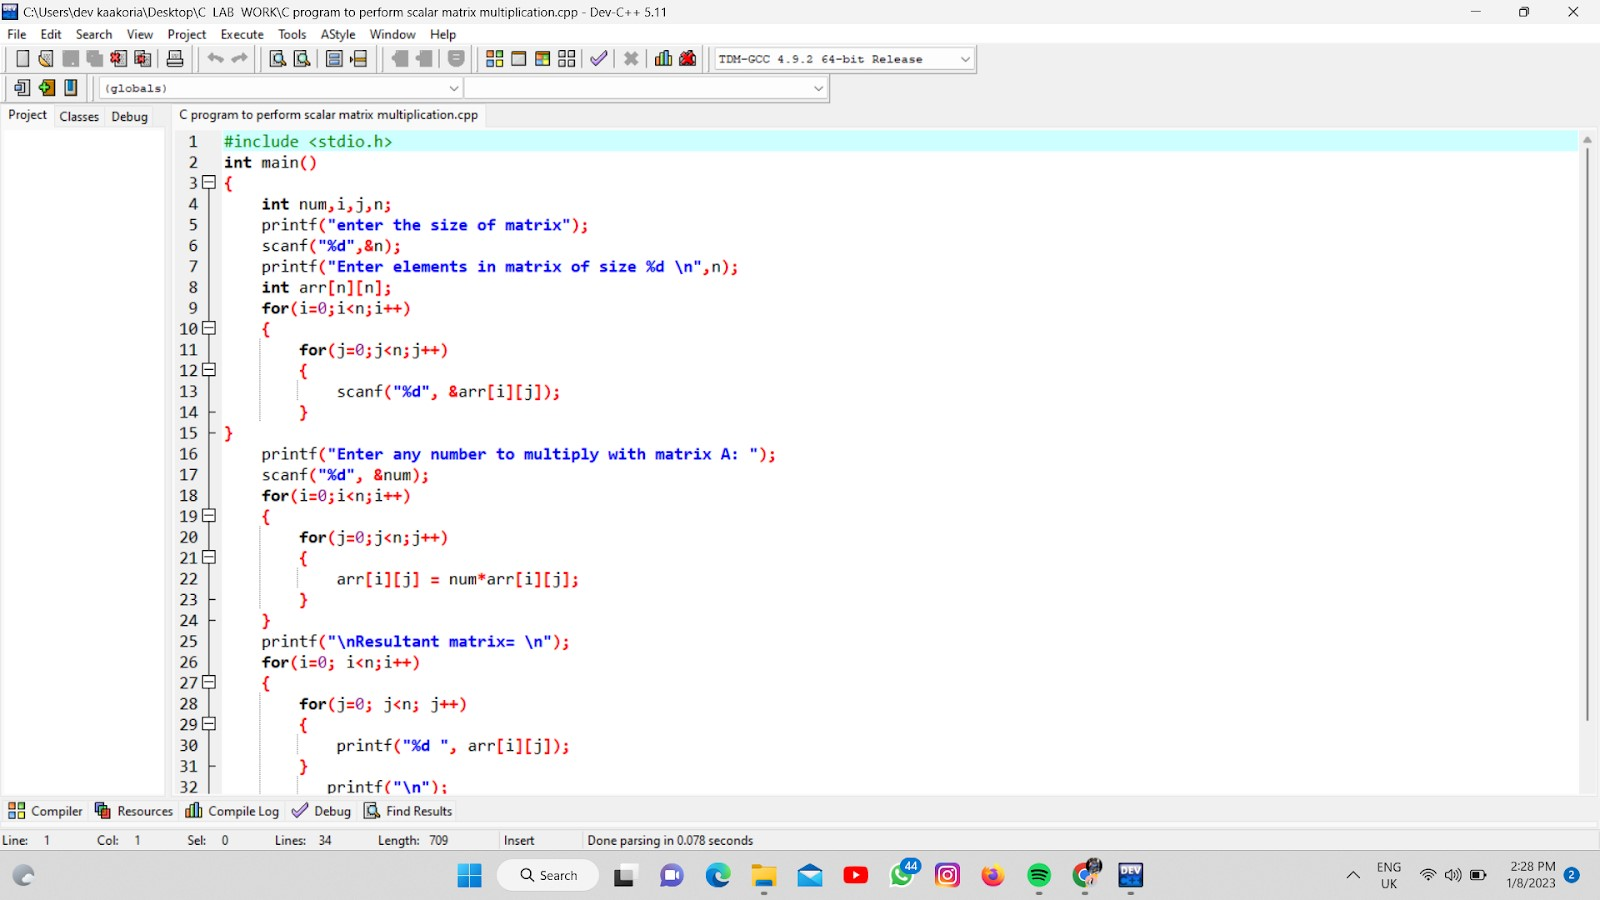 C:\Users\dev kaakoria\Desktop\C LAB WORK\C program to perform scalar matrix multiplication.cpp - Dev-C++ 5.11
File Edit Search View Project Execute Tools AStyle Window Help
TDM-GCC 4.9.2 64-bit Release
(globals)
Project Classes Debug
C program to perform scalar matrix multiplication.cpp
1 #include <stdio.h>
2 int main()
3 {
4 int num,i,j,n;
5 printf("enter the size of matrix");
6 scanf("%d",&n);
7 printf("Enter elements in matrix of size %d \n",n);
8 int arr[n][n];
9 for(i=0;i<n;i++)
10 {
11 for(j=0;j<n;j++)
12 {
13 scanf("%d", &arr[i][j]);
14 }
15 }
16 printf("Enter any number to multiply with matrix A: ");
17 scanf("%d", &num);
18 for(i=0;i<n;i++)
19 {
20 for(j=0;j<n;j++)
21 {
22 arr[i][j] = num*arr[i][j];
23 }
24 }
25 printf("\nResultant matrix= \n");
26 for(i=0; i<n;i++)
27 {
28 for(j=0; j<n; j++)
29 {
30 printf("%d ", arr[i][j]);
31 }
32 printf("\n");
Compiler Resources Compile Log Debug Find Results
Line: 1 Col: 1 Sel: 0 Lines: 34 Length: 709 Insert Done parsing in 0.078 seconds
Search
44
DEV
ENG
UK
2:28 PM
1/8/2023
2